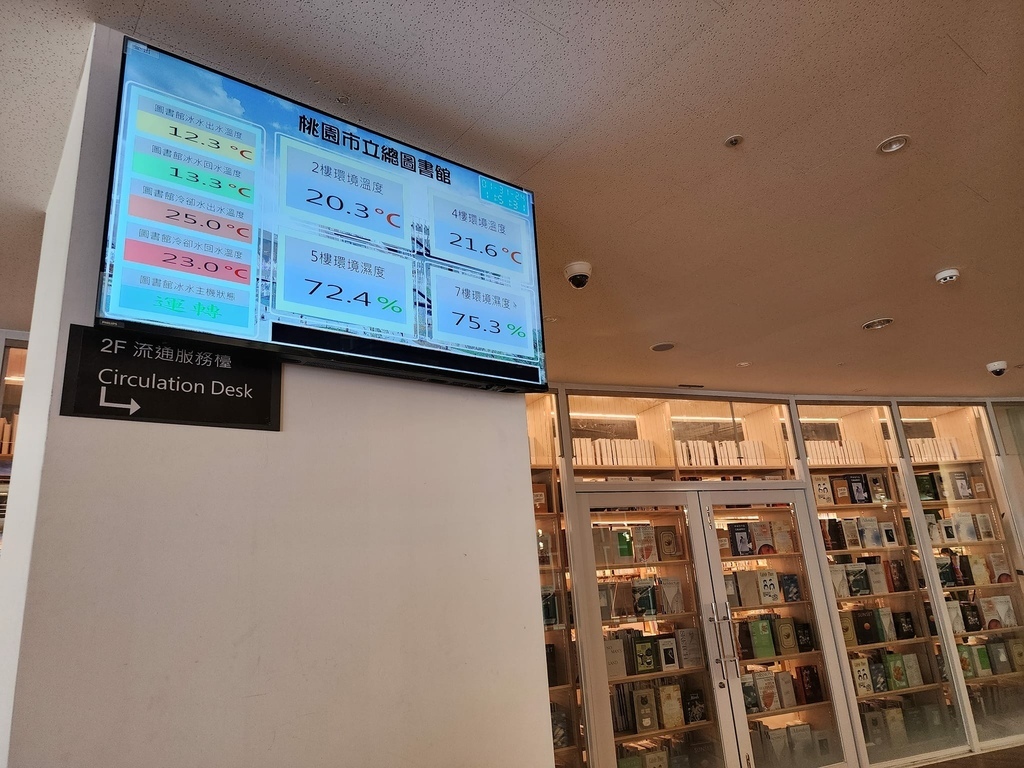 桃園市立總圖書館
圖書館冰水出水溫度
12.3 °C
圖書館冰水回水溫度
13.3 °C
圖書館冷卻水出水溫度
25.0 °C
圖書館冷卻水回水溫度
23.0 °C
圖書館冰水主機狀態
運轉
2樓環境溫度
20.3 °C
4樓環境溫度
21.6 °C
5樓環境濕度
72.4 %
7樓環境濕度
75.3 %
2F 流通服務檯
Circulation Desk